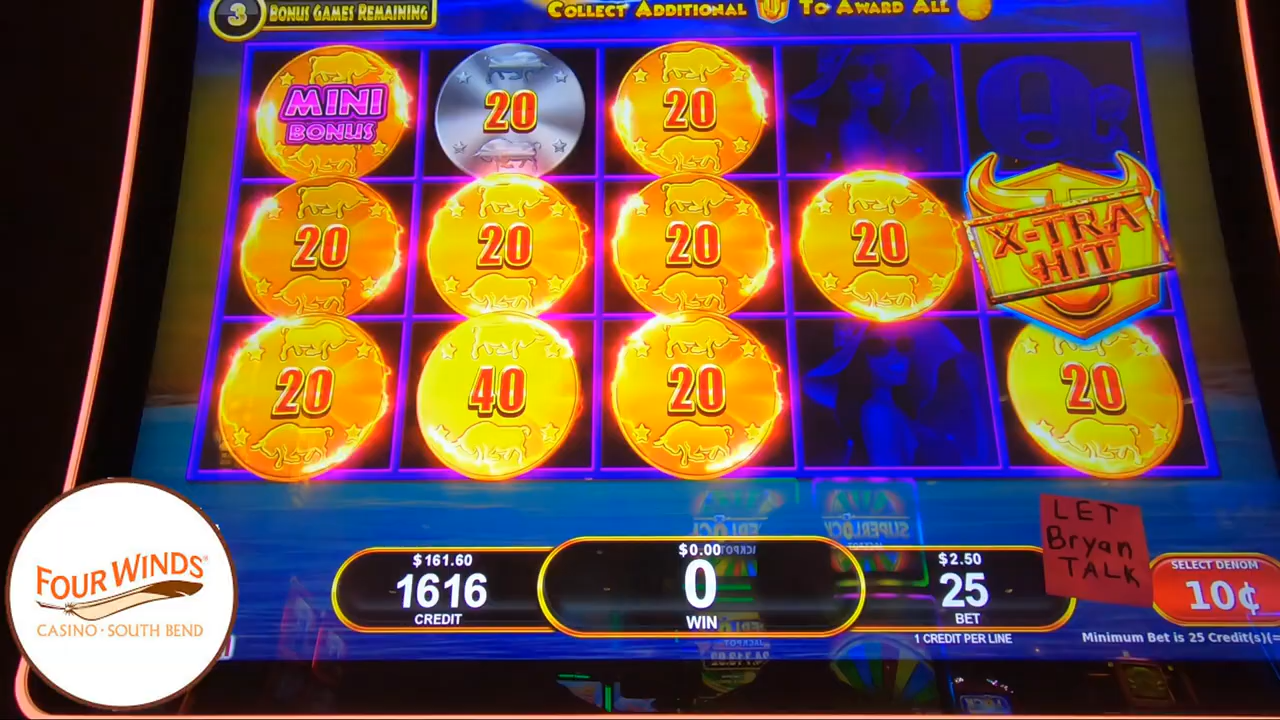 3 BONUS GAMES REMAINING
COLLECT ADDITIONAL TO AWARD ALL
MINI
BONUS
20
20
20
20
20
20
X-TRA
HIT
20
40
20
20
$161.60
1616
CREDIT
$0.00
0
WIN
$2.50
25
BET
1 CREDIT PER LINE
LET
Bryan
TALK
SELECT DENOM
10¢
Minimum Bet is 25 Credit(s)(=
FOUR WINDS®
CASINO · SOUTH BEND